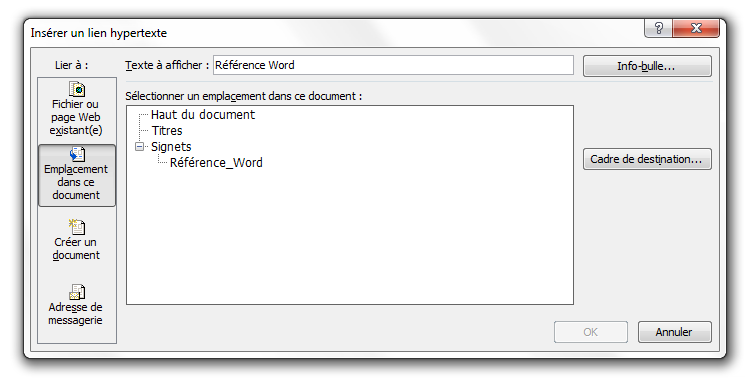 Insérer un lien hypertexte
Lier à :
Texte à afficher :
Référence Word
Info-bulle...
Fichier ou
page Web
existant(e)
Emplacement
dans ce
document
Créer un
document
Adresse de
messagerie
Sélectionner un emplacement dans ce document :
Haut du document
Titres
Signets
Référence_Word
Cadre de destination...
OK
Annuler